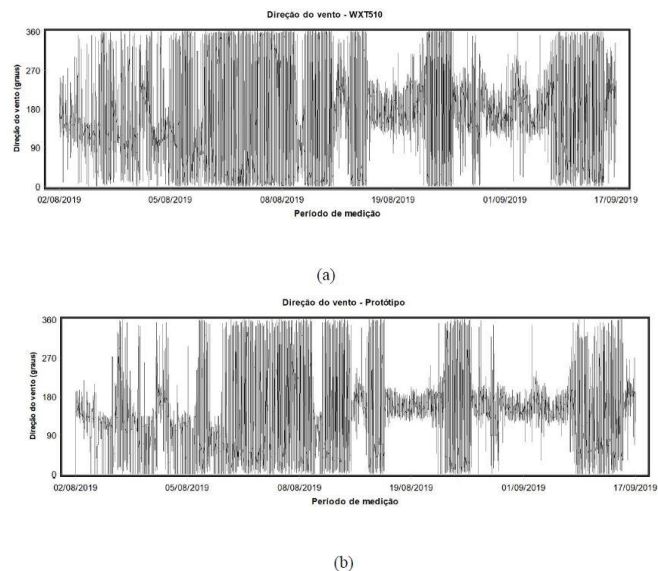 Direção do vento - WXT510
Direção do vento (graus)
360
270
180
90
0
02/08/2019 05/08/2019 08/08/2019 19/08/2019 01/09/2019 17/09/2019
Período de medição
(a)
Direção do vento - Protótipo
Direção do vento (graus)
360
270
180
90
0
02/08/2019 05/08/2019 08/08/2019 19/08/2019 01/09/2019 17/09/2019
Período de medição
(b)